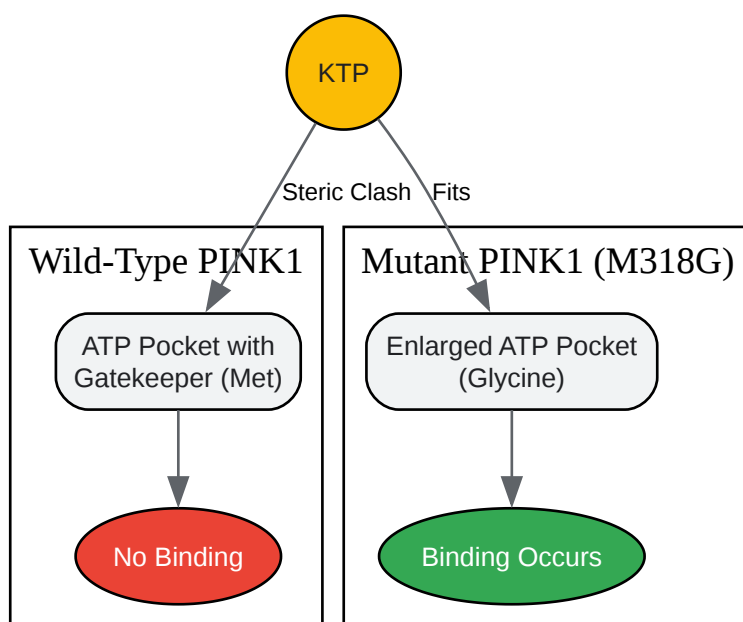 KTP
Steric Clash
Fits
Wild-Type PINK1
Mutant PINK1 (M318G)
ATP Pocket with
Gatekeeper (Met)
Enlarged ATP Pocket
(Glycine)
No Binding
Binding Occurs